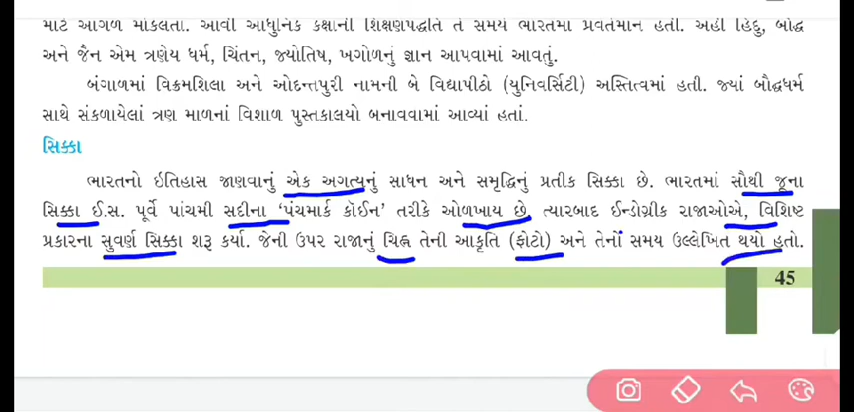 માટે આગળ મોકલતા. આવી આધુનિક કક્ષાની શિક્ષણપદ્ધતિ તે સમયે ભારતમાં પ્રવર્તમાન હતી. અહીં હિંદુ, બૌદ્ધ
અને જૈન એમ ત્રણેય ધર્મ, ચિંતન, જ્યોતિષ, ખગોળનું જ્ઞાન આપવામાં આવતું.
બંગાળમાં વિક્રમશિલા અને ઓદન્તપુરી નામની બે વિદ્યાપીઠો (યુનિવર્સિટી) અસ્તિત્વમાં હતી. જ્યાં બૌદ્ધધર્મ
સાથે સંકળાયેલાં ત્રણ માળનાં વિશાળ પુસ્તકાલયો બનાવવામાં આવ્યાં હતાં.
સિક્કા
ભારતનો ઇતિહાસ જાણવાનું એક અગત્યનું સાધન અને સમૃદ્ધિનું પ્રતીક સિક્કા છે. ભારતમાં સૌથી જૂના
સિક્કા ઈ.સ. પૂર્વે પાંચમી સદીના ‘પંચમાર્ક કૉઈન’ તરીકે ઓળખાય છે. ત્યારબાદ ઈન્ડોગ્રીક રાજાઓએ, વિશિષ્ટ
પ્રકારના સુવર્ણ સિક્કા શરૂ કર્યા. જેની ઉપર રાજાનું ચિહ્ન તેની આકૃતિ (ફોટો) અને તેનો સમય ઉલ્લેખિત થયો હતો.
45